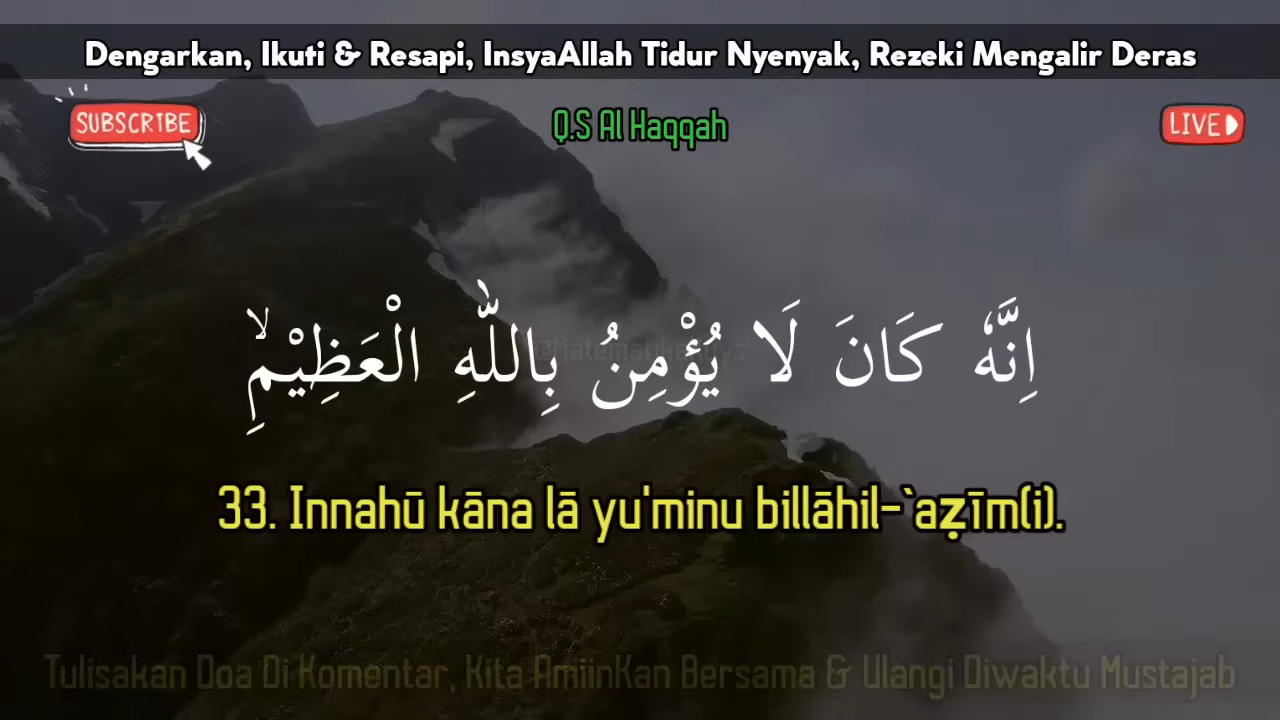 Dengarkan, Ikuti & Resapi, InsyaAllah Tidur Nyenyak, Rezeki Mengalir Deras
SUBSCRIBE
Q.S Al Haqqah
LIVE
اِنَّهٗ كَانَ لَا يُؤْمِنُ بِاللّٰهِ الْعَظِيْمِۙ
33. Innahū kāna lā yu'minu billāhil-`aẓīm(i).
Tulisakan Doa Di Komentar, Kita AmiinKan Bersama & Ulangi Diwaktu Mustajab